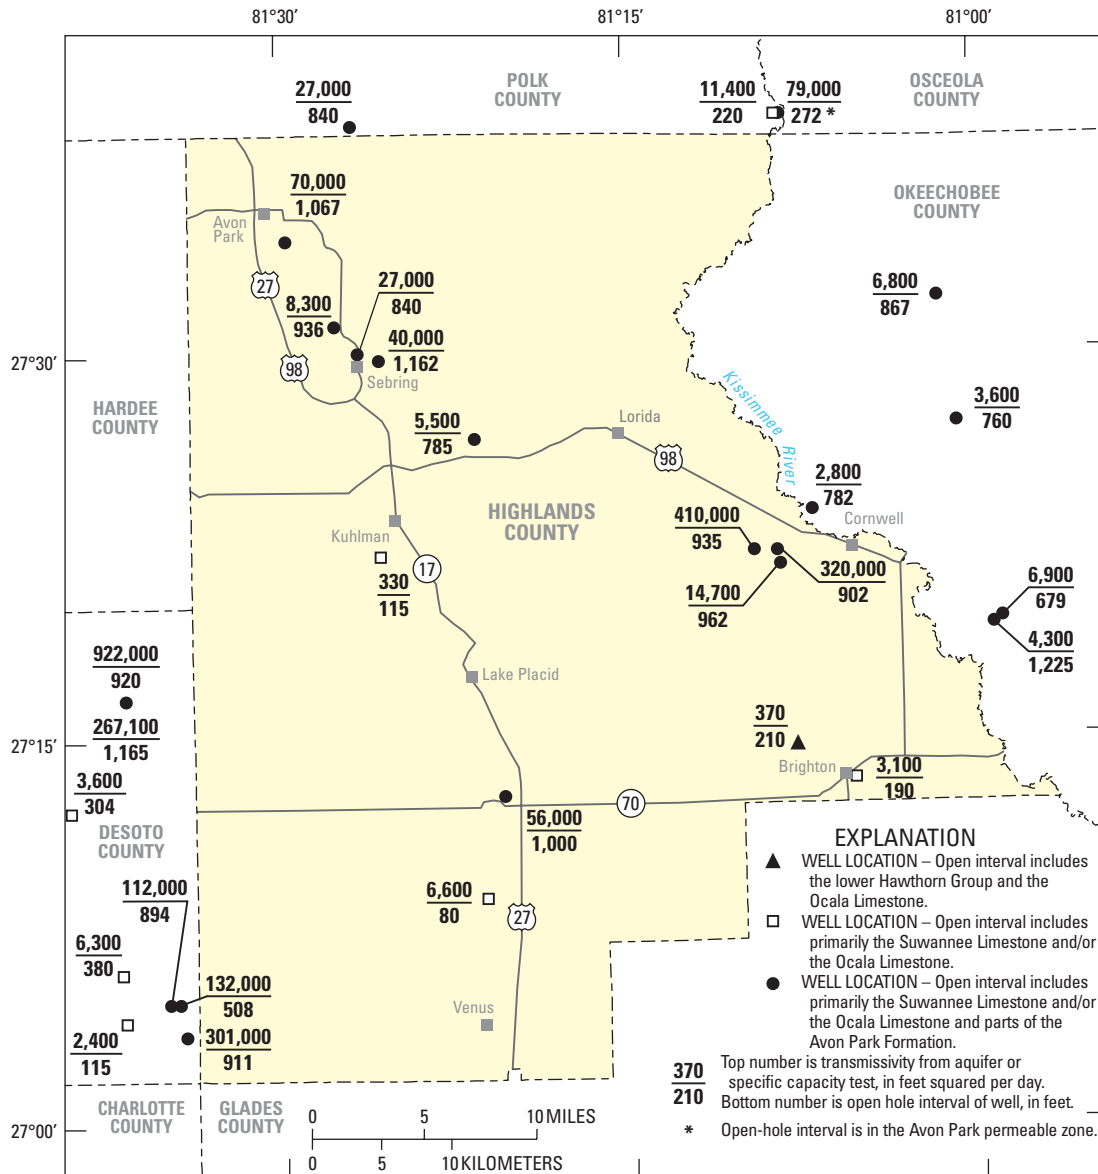 81°30'
81°15'
81°00'
POLK
COUNTY
OSCEOLA
COUNTY
27,000
840
11,400
220
79,000
272 *
70,000
1,067
Avon
Park
OKEECHOBEE
COUNTY
27
8,300
936
27,000
840
6,800
867
40,000
1,162
27°30'
98
Sebring
HARDEE
COUNTY
Kissimmee River
3,600
760
5,500
785
Lorida
98
2,800
782
HIGHLANDS
COUNTY
410,000
935
Cornwell
Kuhlman
17
330
115
14,700
962
320,000
902
6,900
679
4,300
1,225
922,000
920
Lake Placid
267,100
1,165
370
210
27°15'
Brighton
3,100
190
3,600
304
70
DESOTO
COUNTY
56,000
1,000
112,000
894
6,600
80
27
6,300
380
132,000
508
Venus
2,400
115
301,000
911
EXPLANATION
WELL LOCATION – Open interval includes
the lower Hawthorn Group and the
Ocala Limestone.
WELL LOCATION – Open interval includes
primarily the Suwannee Limestone and/or
the Ocala Limestone.
WELL LOCATION – Open interval includes
primarily the Suwannee Limestone and/or
the Ocala Limestone and parts of the
Avon Park Formation.
370
210
Top number is transmissivity from aquifer or
specific capacity test, in feet squared per day.
Bottom number is open hole interval of well, in feet.
* Open-hole interval is in the Avon Park permeable zone.
CHARLOTTE
COUNTY
GLADES
COUNTY
27°00'
0 5 10 MILES
0 5 10 KILOMETERS